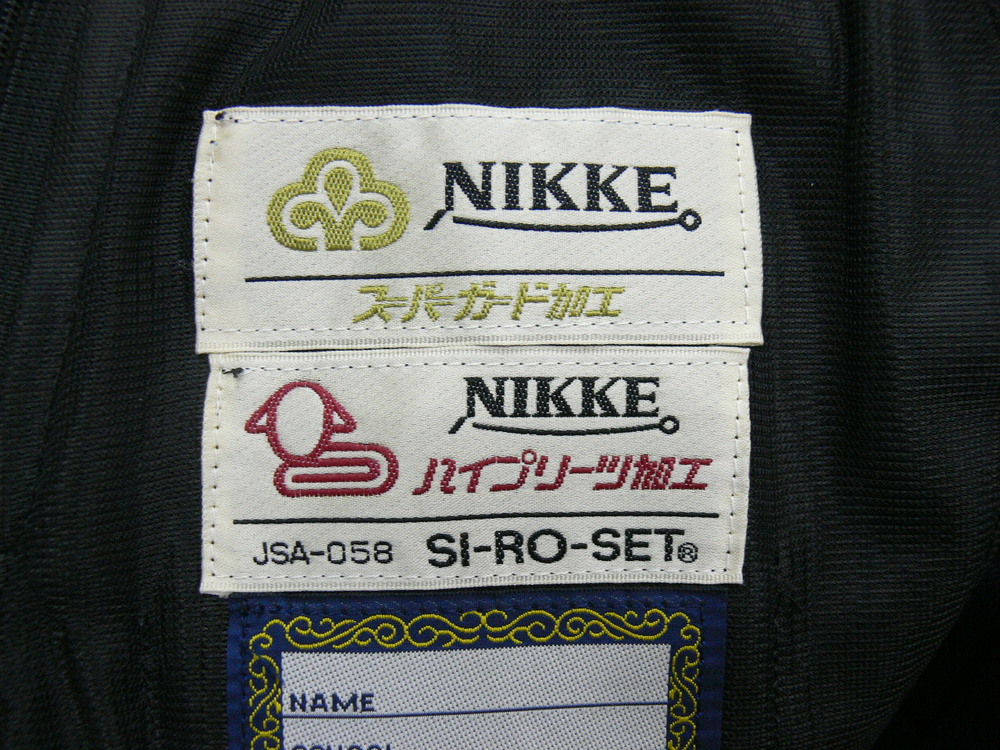 NIKKE
スーパーガード加工
NIKKE
ハイプリーツ加工
JSA-058 SI-RO-SET®
NAME
SCHOOL